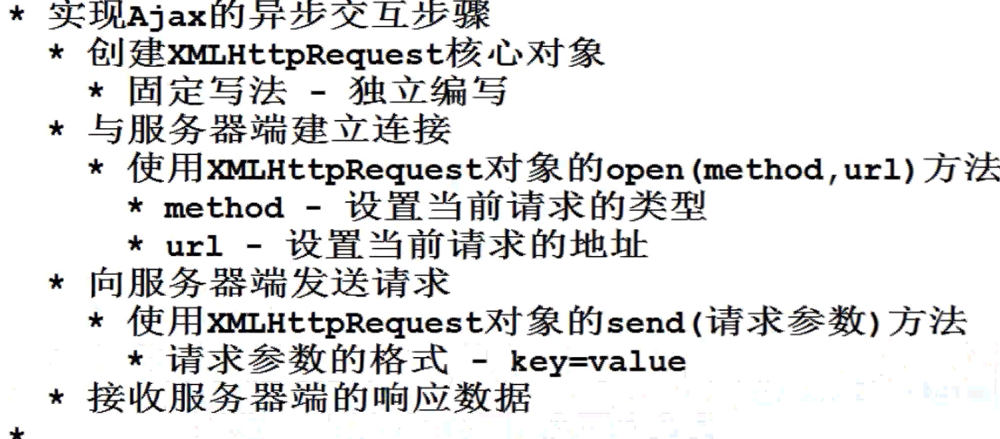 * 实现Ajax的异步交互步骤
* 创建XMLHttpRequest核心对象
* 固定写法 - 独立编写
* 与服务器端建立连接
* 使用XMLHttpRequest对象的open(method,url)方法
* method - 设置当前请求的类型
* url - 设置当前请求的地址
* 向服务器端发送请求
* 使用XMLHttpRequest对象的send(请求参数)方法
* 请求参数的格式 - key=value
* 接收服务器端的响应数据
*